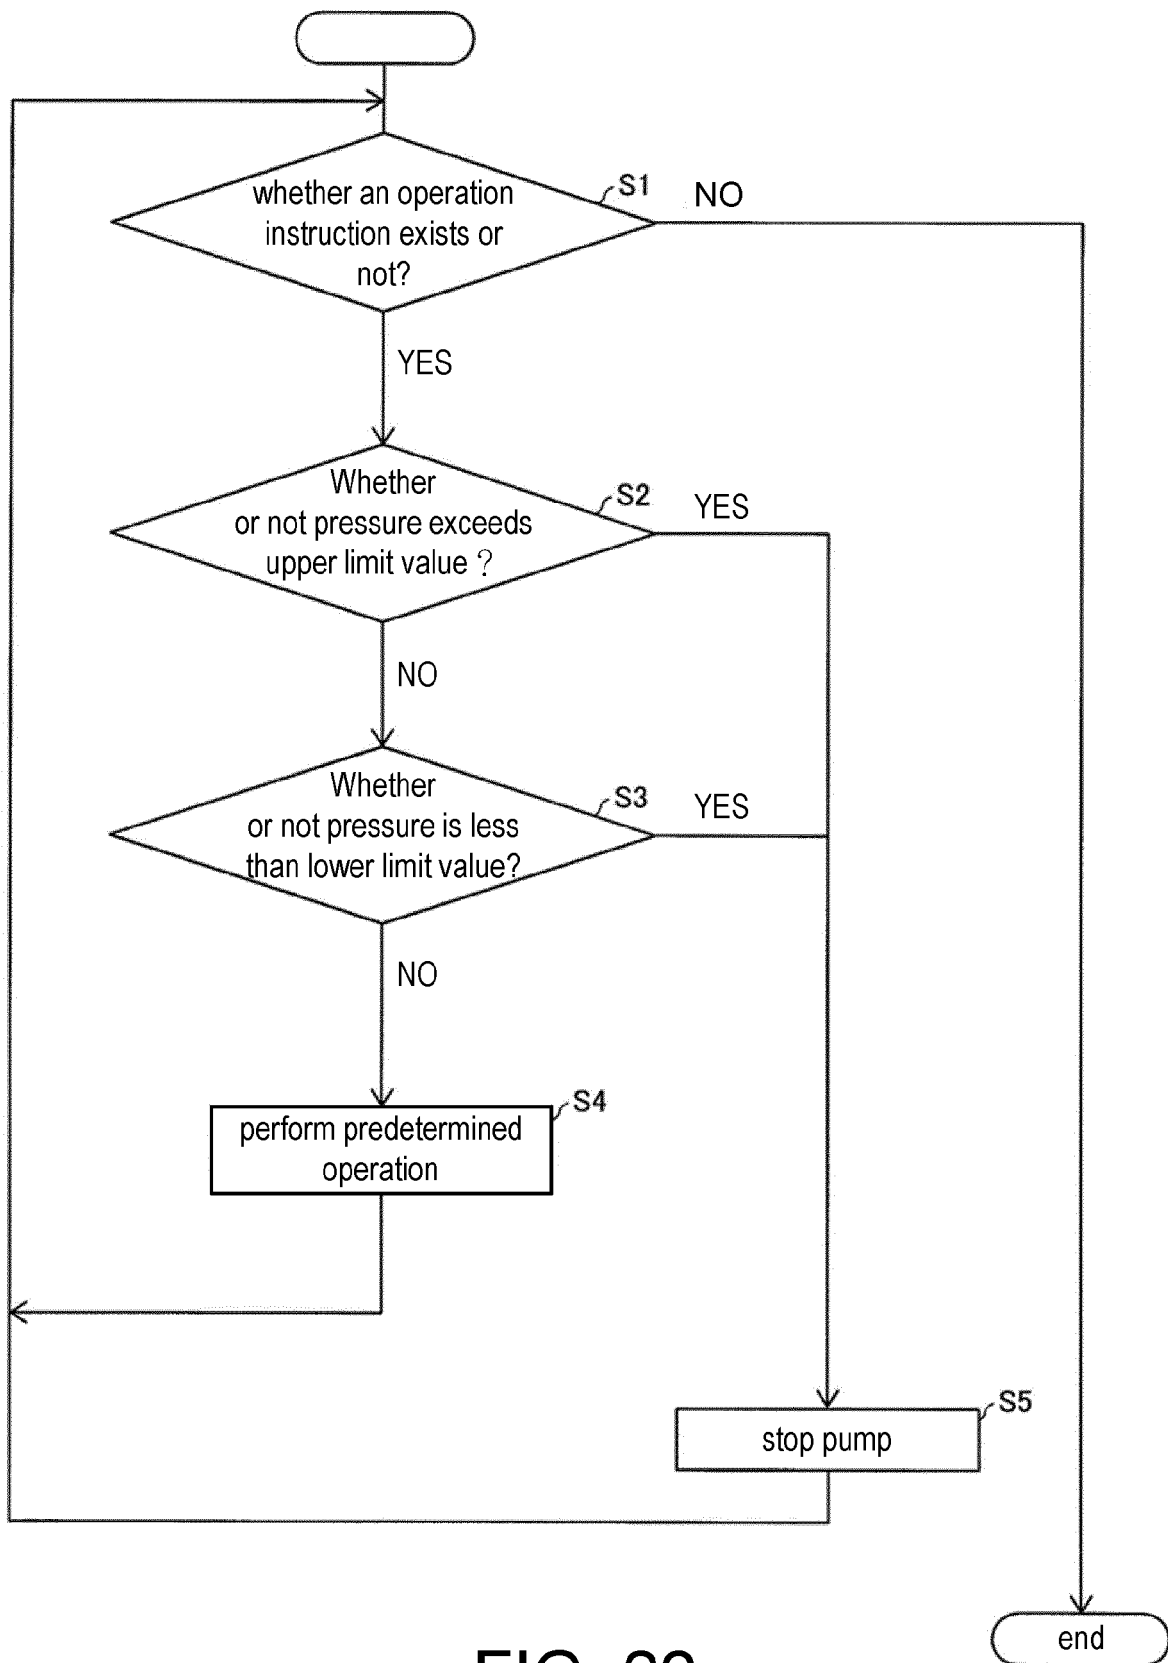 whether an operation
instruction exists or
not?
S1
NO
YES
Whether
or not pressure exceeds
upper limit value ?
S2
YES
NO
Whether
or not pressure is less
than lower limit value?
S3
YES
NO
perform predetermined
operation
S4
stop pump
S5
end